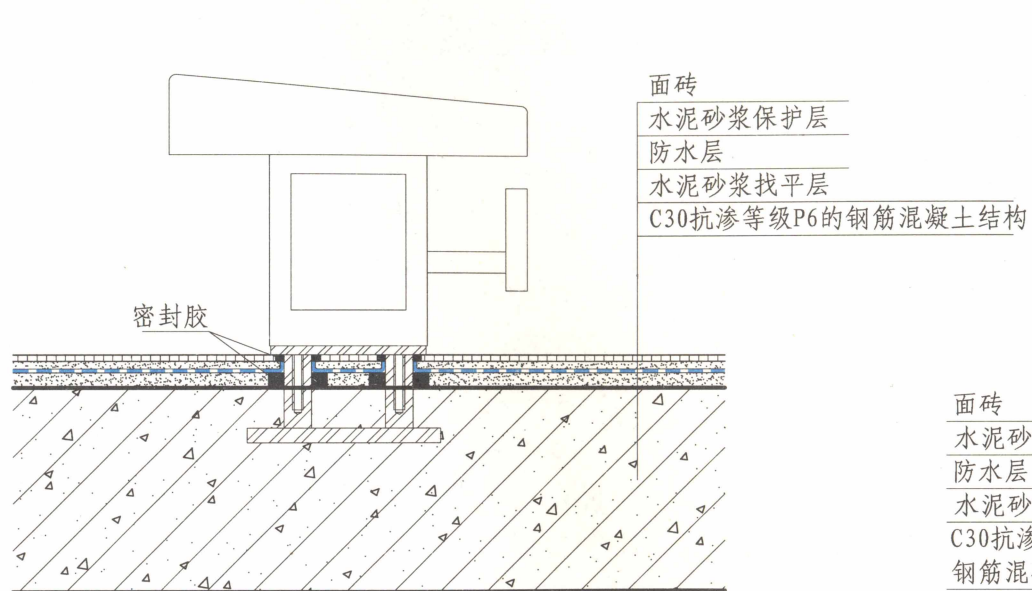 面砖
水泥砂浆保护层
防水层
水泥砂浆找平层
C30抗渗等级P6的钢筋混凝土结构
密封胶
面砖
水泥砂
防水层
水泥砂
C30抗渗
钢筋混